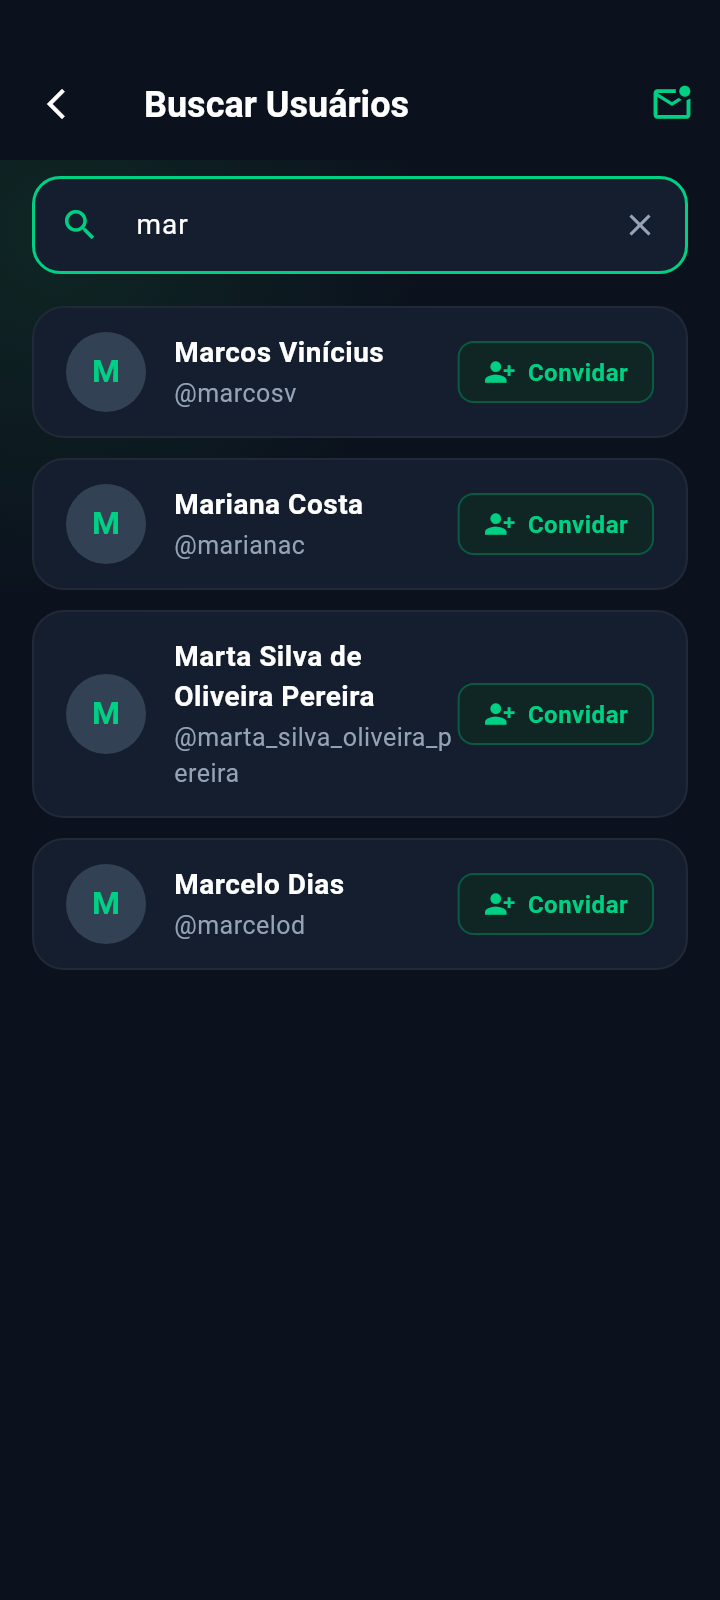 Buscar Usuários
mar
M
Marcos Vinícius
@marcosv
Convidar
M
Mariana Costa
@marianac
Convidar
M
Marta Silva de
Oliveira Pereira
@marta_silva_oliveira_p
ereira
Convidar
M
Marcelo Dias
@marcelod
Convidar